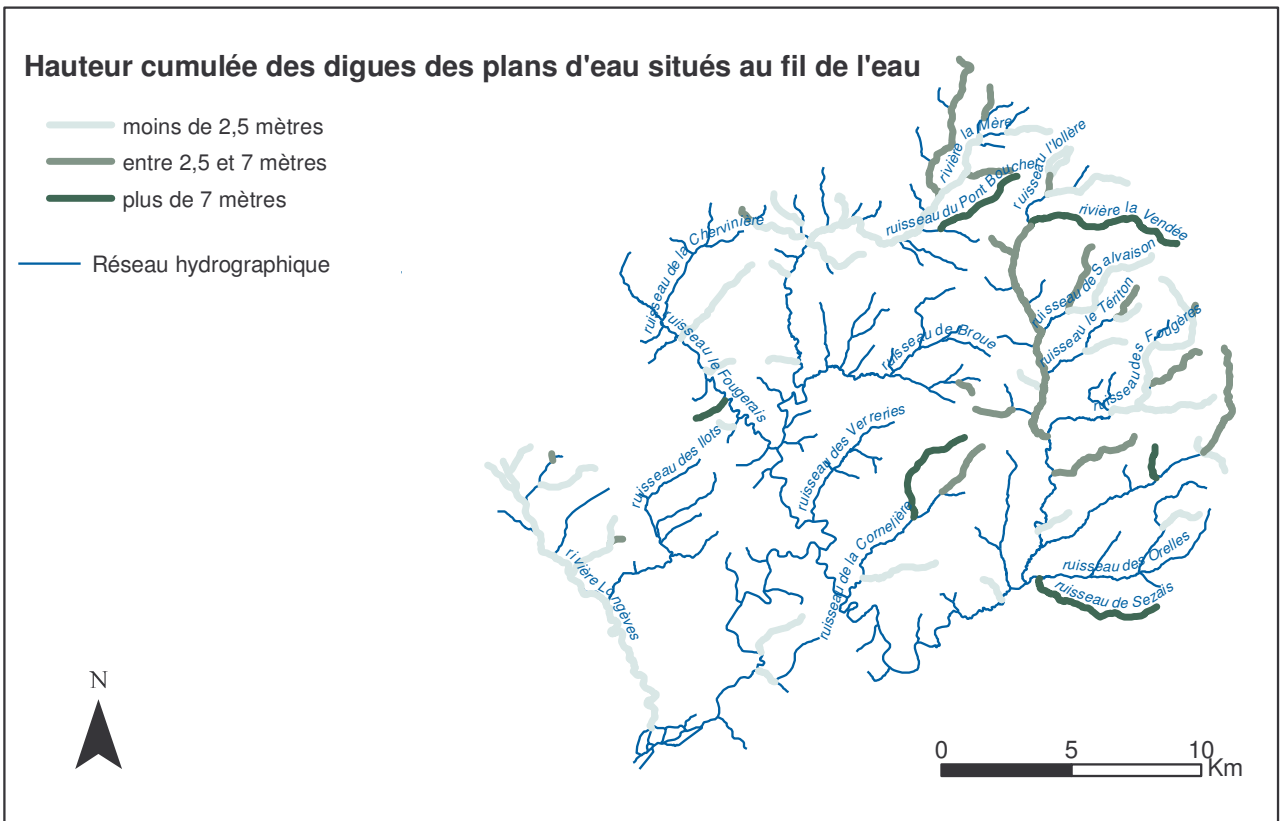 Hauteur cumulée des digues des plans d'eau situés au fil de l'eau
moins de 2,5 mètres
entre 2,5 et 7 mètres
plus de 7 mètres
Réseau hydrographique
rivière la Mère
ruisseau l'Iollère
ruisseau du Pont Boucher
rivière la Vendée
ruisseau de la Chervinière
ruisseau de Salvaison
ruisseau le Tériton
ruisseau le Fougerais
ruisseau de Broue
ruisseau des Fougères
ruisseau des Verreries
ruisseau des Ilots
ruisseau de la Cornelière
ruisseau des Orelles
ruisseau de Sezais
rivière Longèves
N
0 5 10
Km